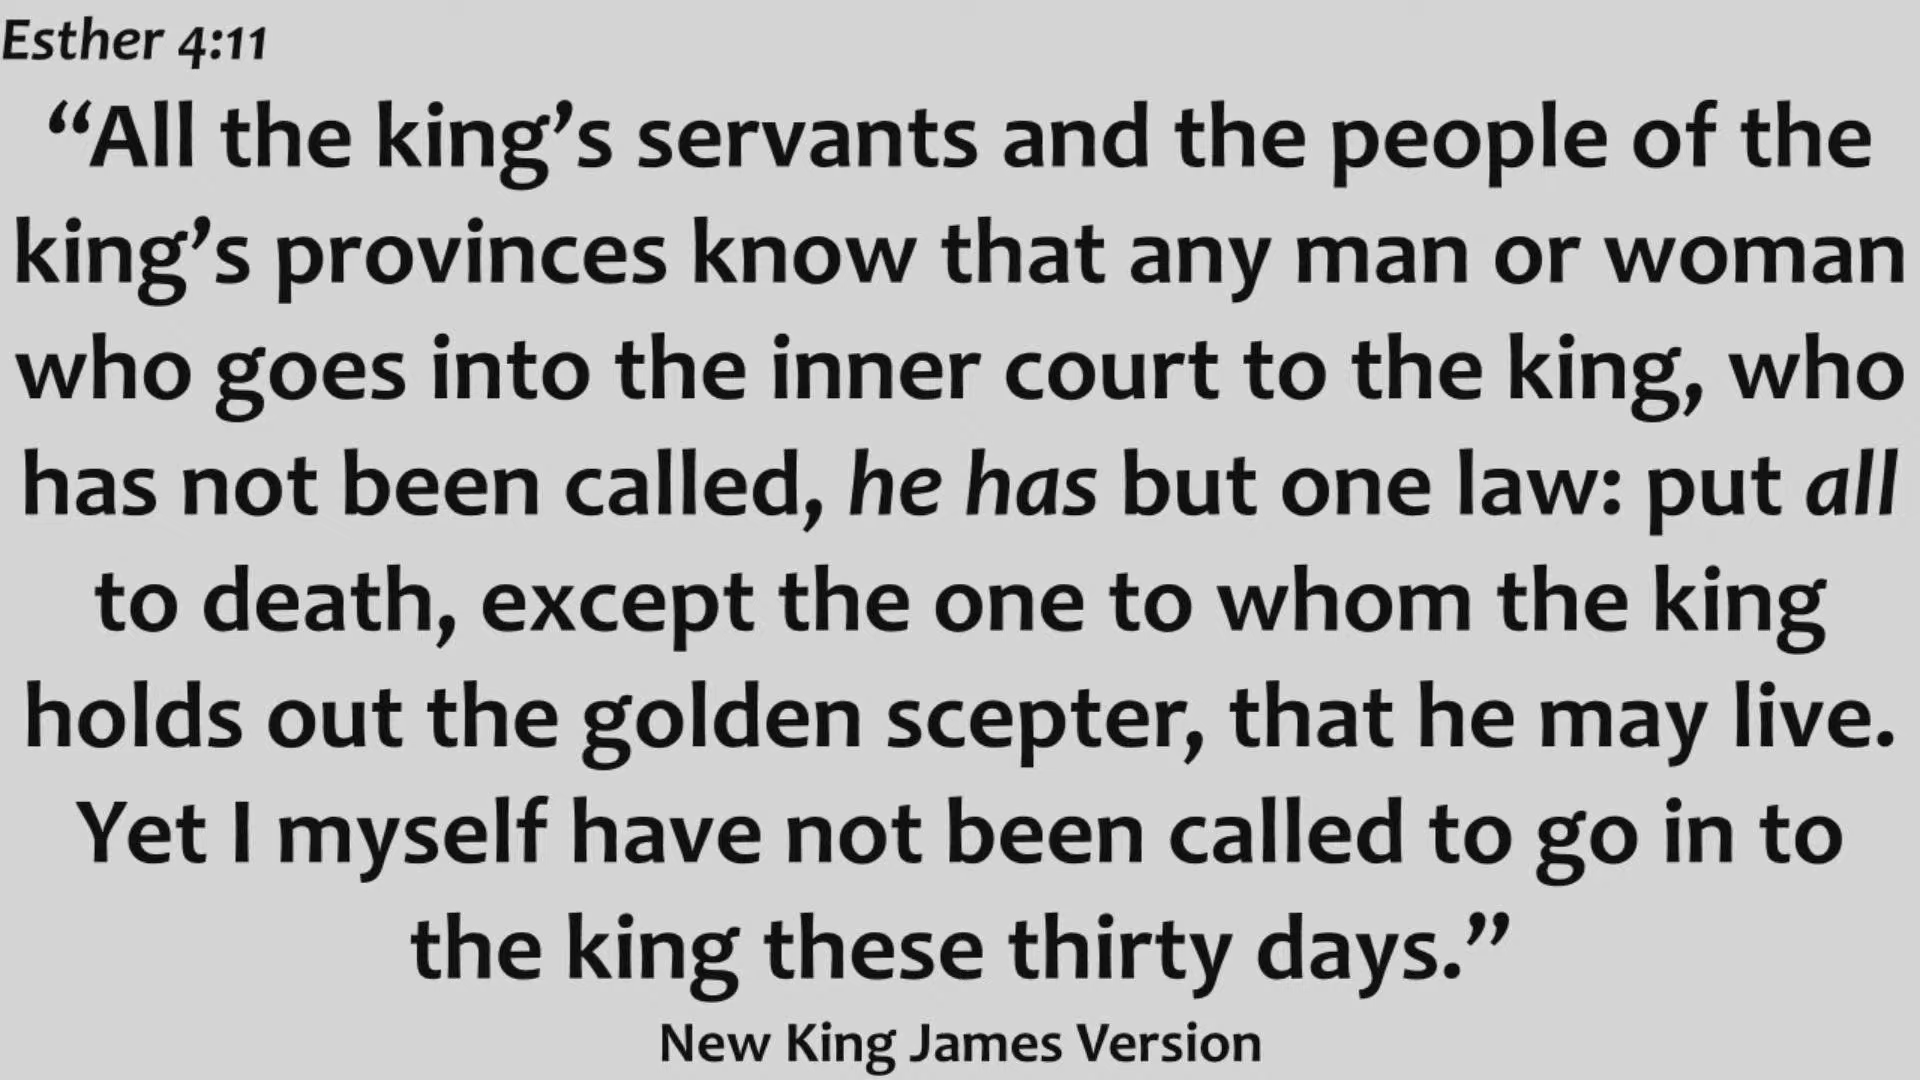 Esther 4:11
“All the king’s servants and the people of the
king’s provinces know that any man or woman
who goes into the inner court to the king, who
has not been called, he has but one law: put all
to death, except the one to whom the king
holds out the golden scepter, that he may live.
Yet I myself have not been called to go in to
the king these thirty days.”
New King James Version